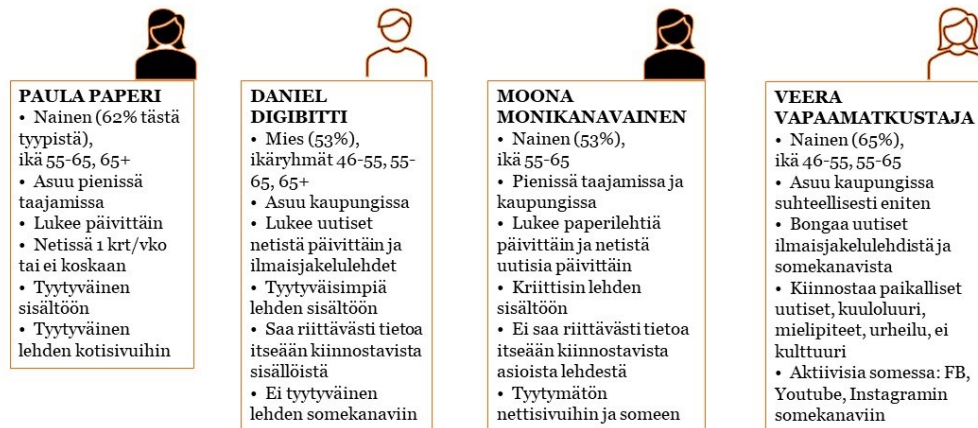 PAULA PAPERI
• Nainen (62% tästä
tyypistä),
ikä 55-65, 65+
• Asuu pienissä
taajamissa
• Lukee päivittäin
• Netissä 1 krt/vko
tai ei koskaan
• Tyytyväinen
sisältöön
• Tyytyväinen
lehden kotisivuihin
DANIEL
DIGIBITTI
• Mies (53%),
ikäryhmät 46-55, 55-
65, 65+
• Asuu kaupungissa
• Lukee uutiset
netistä päivittäin ja
ilmaisjakelulehdet
• Tyytyväisimpiä
lehden sisältöön
• Saa riittävästi tietoa
itseään kiinnostavista
sisällöistä
• Ei tyytyväinen
lehden somekanaviin
MOONA
MONIKANAVAINEN
• Nainen (53%),
ikä 55-65
• Pienissä taajamissa ja
kaupungissa
• Lukee paperilehtiä
päivittäin ja netistä
uutisia päivittäin
• Kriittisin lehden
sisältöön
• Ei saa riittävästi tietoa
itseään kiinnostavista
asioista lehdestä
• Tyytymätön
nettisivuihin ja someen
VEERA
VAPAAMATKUSTAJA
• Nainen (65%),
ikä 46-55, 55-65
• Asuu kaupungissa
suhteellisesti eniten
• Bongaa uutiset
ilmaisjakelulehdistä ja
somekanavista
• Kiinnostaa paikalliset
uutiset, kuuloluuri,
mielipiteet, urheilu, ei
kulttuuri
• Aktiivisia somessa: FB,
Youtube, Instagramin
somekanaviin